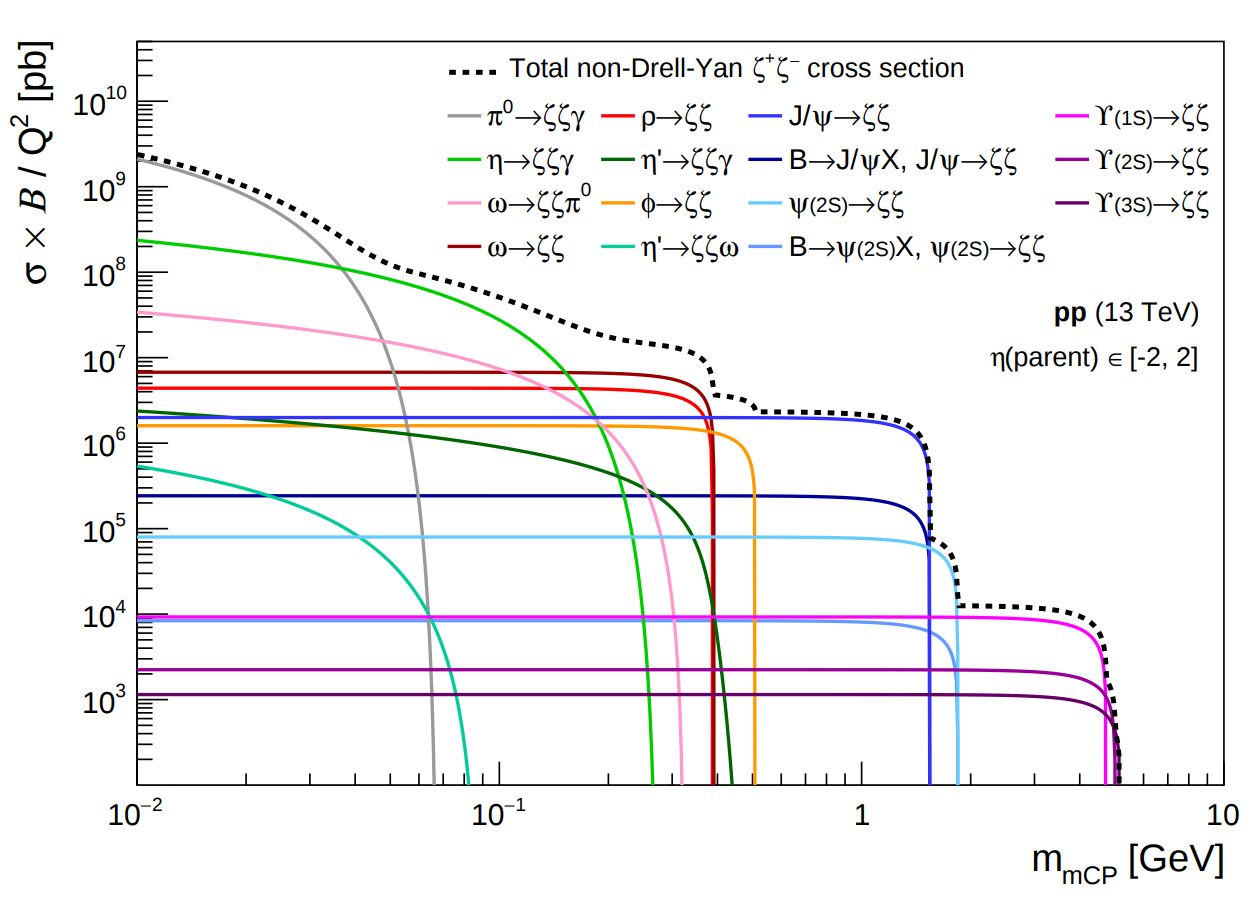 σ × B / Q² [pb]
10¹⁰
10⁹
10⁸
10⁷
10⁶
10⁵
10⁴
10³
Total non-Drell-Yan ζ⁺ζ⁻ cross section
π⁰→ζζγ ρ→ζζ J/ψ→ζζ ϒ(1S)→ζζ
η→ζζγ η'→ζζγ B→J/ψX, J/ψ→ζζ ϒ(2S)→ζζ
ω→ζζπ⁰ ϕ→ζζ ψ(2S)→ζζ ϒ(3S)→ζζ
ω→ζζ η'→ζζω B→ψ(2S)X, ψ(2S)→ζζ
pp (13 TeV)
η(parent) ∈ [-2, 2]
10⁻² 10⁻¹ 1 10
m_mCP [GeV]